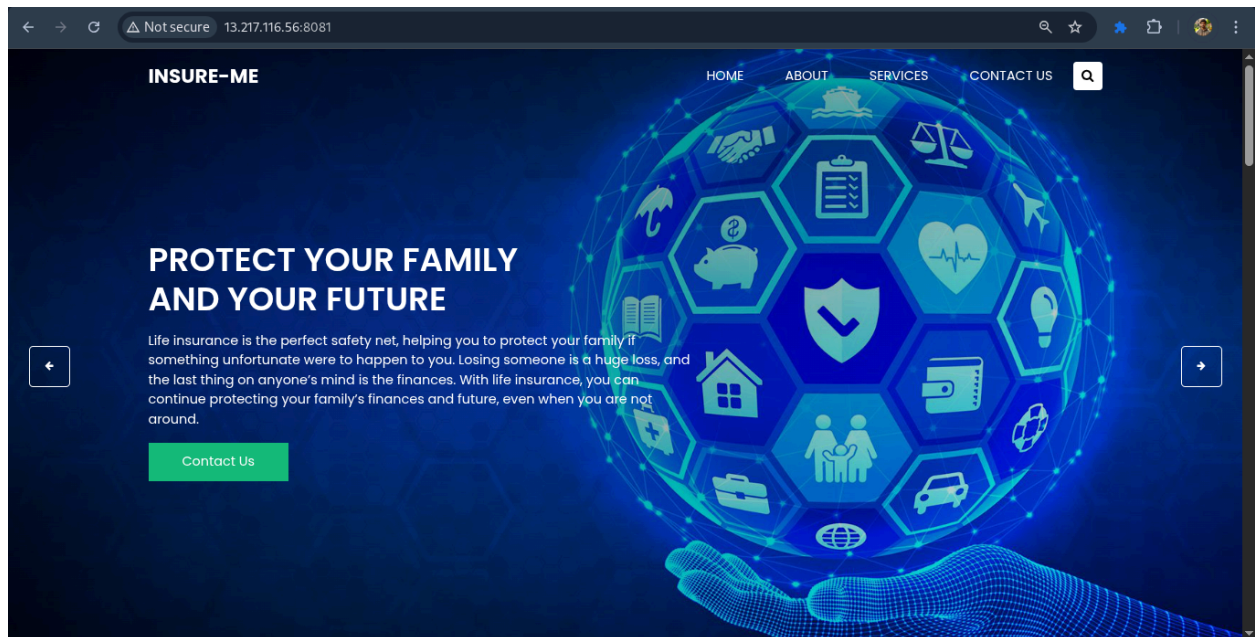 Not secure 13.217.116.56:8081
INSURE-ME
HOME ABOUT SERVICES CONTACT US
PROTECT YOUR FAMILY
AND YOUR FUTURE
Life insurance is the perfect safety net, helping you to protect your family if
something unfortunate were to happen to you. Losing someone is a huge loss, and
the last thing on anyone’s mind is the finances. With life insurance, you can
continue protecting your family’s finances and future, even when you are not
around.
Contact Us